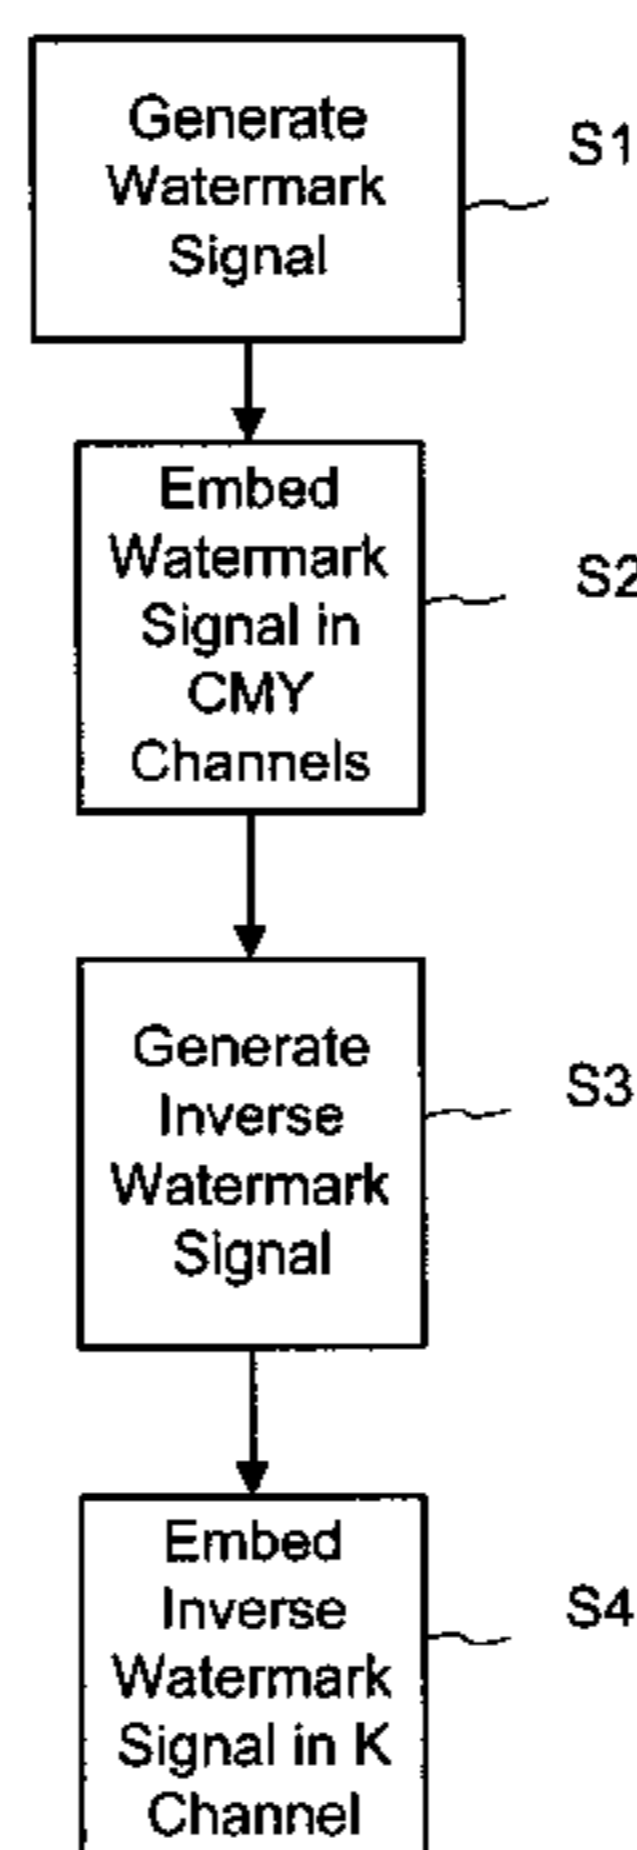 Generate
Watermark
Signal
S1
Embed
Watermark
Signal in
CMY
Channels
S2
Generate
Inverse
Watermark
Signal
S3
Embed
Inverse
Watermark
Signal in K
Channel
S4